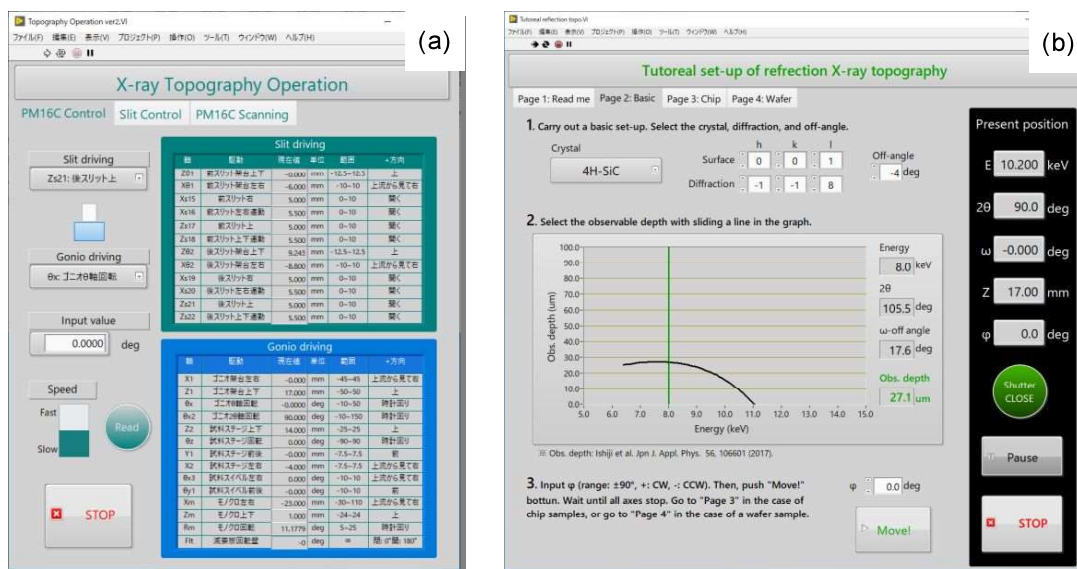 Topography Operation ver2.VI
ファイル(F) 編集(E) 表示(V) プロジェクト(P) 操作(O) ツール(T) ウィンドウ(W) ヘルプ(H)
(a)
X-ray Topography Operation
PM16C Control Slit Control PM16C Scanning
Slit driving
Zs21: 後スリット上
Gonio driving
θx: ゴニオθ軸回転
Input value
0.0000 deg
Speed
Fast
Slow
Read
STOP
Slit driving
軸 駆動 現在値 単位 範囲 +方向
Zθ1 前スリット架台上下 -0.000 mm -12.5~12.5 上
Xθ1 前スリット架台左右 -6.000 mm -10~10 上流から見て右
Xs15 前スリット右 5.000 mm 0~10 開く
Xs16 前スリット左右連動 5.500 mm 0~10 開く
Zs17 前スリット上 5.000 mm 0~10 開く
Zs18 前スリット上下連動 5.500 mm 0~10 開く
Zθ2 後スリット架台上下 9.245 mm -12.5~12.5 上
Xθ2 後スリット架台左右 -8.800 mm -10~10 上流から見て右
Xs19 後スリット右 5.000 mm 0~10 開く
Xs20 後スリット左右連動 5.500 mm 0~10 開く
Zs21 後スリット上 5.000 mm 0~10 開く
Zs22 後スリット上下連動 5.500 mm 0~10 開く
Gonio driving
軸 駆動 現在値 単位 範囲 +方向
X1 ゴニオ架台左右 -0.000 mm -45~45 上流から見て右
Z1 ゴニオ架台上下 17.000 mm -50~50 上
θx ゴニオθ軸回転 -0.0000 deg -10~50 時計回り
θx2 ゴニオ2θ軸回転 90.000 deg -10~150 時計回り
Z2 試料ステージ上下 14.000 mm -25~25 上
θz 試料ステージ回転 0.000 deg -90~90 時計回り
Y1 試料ステージ前後 -0.000 mm -7.5~7.5 前
X2 試料ステージ左右 -4.000 mm -7.5~7.5 上流から見て右
θx3 試料スイベル左右 0.000 deg -10~10 上流から見て右
θy1 試料スイベル前後 -0.000 deg -10~10 前
Xm モノクロ左右 -23.000 mm -30~110 上流から見て右
Zm モノクロ上下 1.000 mm -24~24 上
θm モノクロ回転 11.1779 deg 5~25 時計回り
Flt 減衰板回転盤 -0 deg ∞ 閉: 0°開: 180°
Tutoreal reflection topo.VI
ファイル(F) 編集(E) 表示(V) プロジェクト(P) 操作(O) ツール(T) ウィンドウ(W) ヘルプ(H)
(b)
Tutoreal set-up of refrection X-ray topography
Page 1: Read me Page 2: Basic Page 3: Chip Page 4: Wafer
1. Carry out a basic set-up. Select the crystal, diffraction, and off-angle.
Crystal
4H-SiC
h k l
Surface 0 0 1
Diffraction -1 -1 8
Off-angle
-4 deg
2. Select the observable depth with sliding a line in the graph.
Obs. depth (um)
100.0
90.0
80.0
70.0
60.0
50.0
40.0
30.0
20.0
10.0
0.0
5.0 6.0 7.0 8.0 9.0 10.0 11.0 12.0 13.0 14.0 15.0
Energy (keV)
Energy
8.0 keV
2θ
105.5 deg
ω-off angle
17.6 deg
Obs. depth
27.1 um
※ Obs. depth: Ishiji et al. Jpn J. Appl. Phys. 56, 106601 (2017).
3. Input φ (range: ±90°, +: CW, -: CCW). Then, push "Move!"
bottun. Wait until all axes stop. Go to "Page 3" in the case of
chip samples, or go to "Page 4" in the case of a wafer sample.
φ 0.0 deg
Move!
Present position
E 10.200 keV
2θ 90.0 deg
ω -0.000 deg
Z 17.00 mm
φ 0.0 deg
Shutter
CLOSE
Pause
STOP